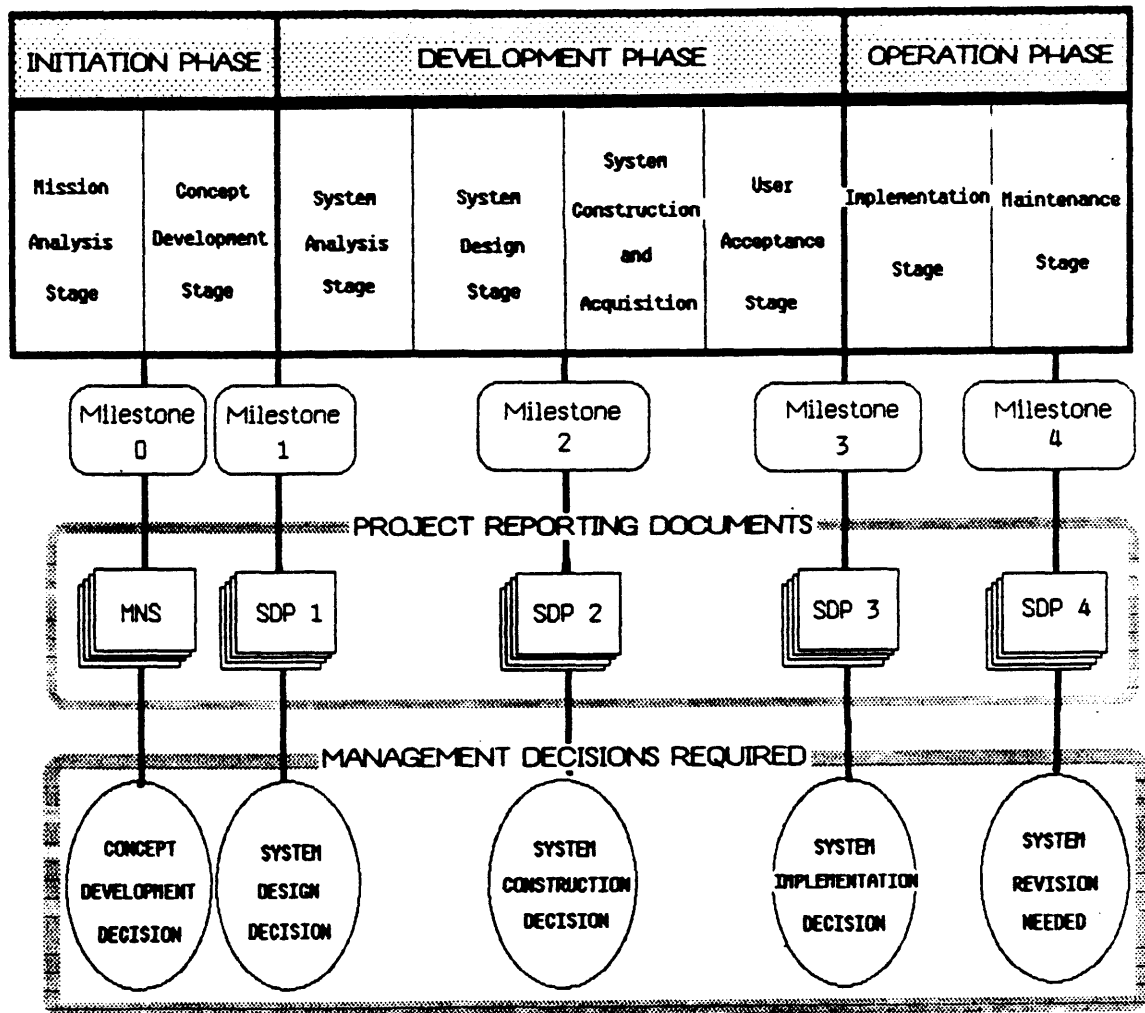 INITIATION PHASE
DEVELOPMENT PHASE
OPERATION PHASE
Mission
Analysis
Stage
Concept
Development
Stage
System
Analysis
Stage
System
Design
Stage
System
Construction
and
Acquisition
User
Acceptance
Stage
Implementation
Stage
Maintenance
Stage
Milestone
0
Milestone
1
Milestone
2
Milestone
3
Milestone
4
PROJECT REPORTING DOCUMENTS
MNS
SDP 1
SDP 2
SDP 3
SDP 4
MANAGEMENT DECISIONS REQUIRED
CONCEPT
DEVELOPMENT
DECISION
SYSTEM
DESIGN
DECISION
SYSTEM
CONSTRUCTION
DECISION
SYSTEM
IMPLEMENTATION
DECISION
SYSTEM
REVISION
NEEDED